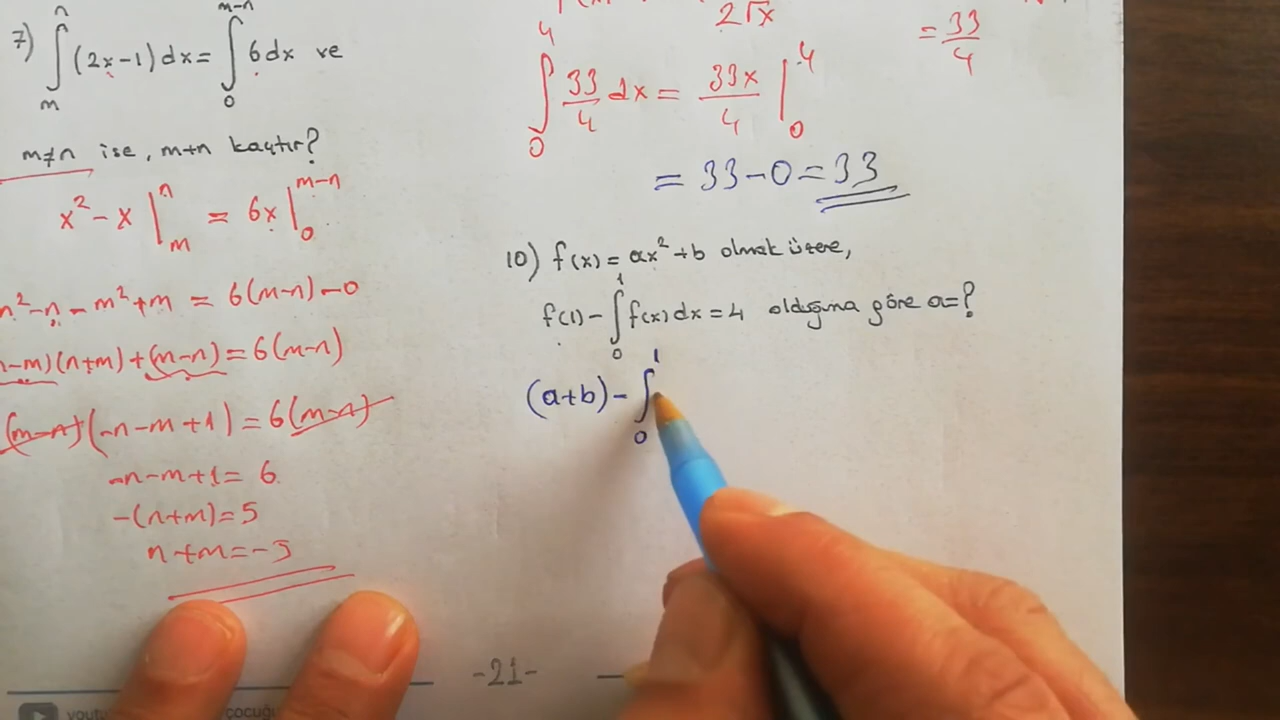 7) ∫ₘⁿ (2x-1)dx = ∫₀ᵐ⁻ⁿ 6dx ve
m≠n ise, m+n kaçtır?
x² - x |ₘⁿ = 6x |₀ᵐ⁻ⁿ
n²-n-m²+m = 6(m-n)-0
n-m)(n+m)+(m-n)=6(m-n)
(m-n)(-n-m+1)=6(m-n)
-n-m+1= 6
-(n+m)=5
n+m=-5
2√x
= 33/4
∫₀⁴ 33/4 dx = 33x/4 |₀⁴
= 33-0=33
10) f(x)=ax²+b olmak üzere,
f(1)-∫₀¹ f(x)dx=4 olduğuna göre a=?
(a+b)-∫₀¹
-21-